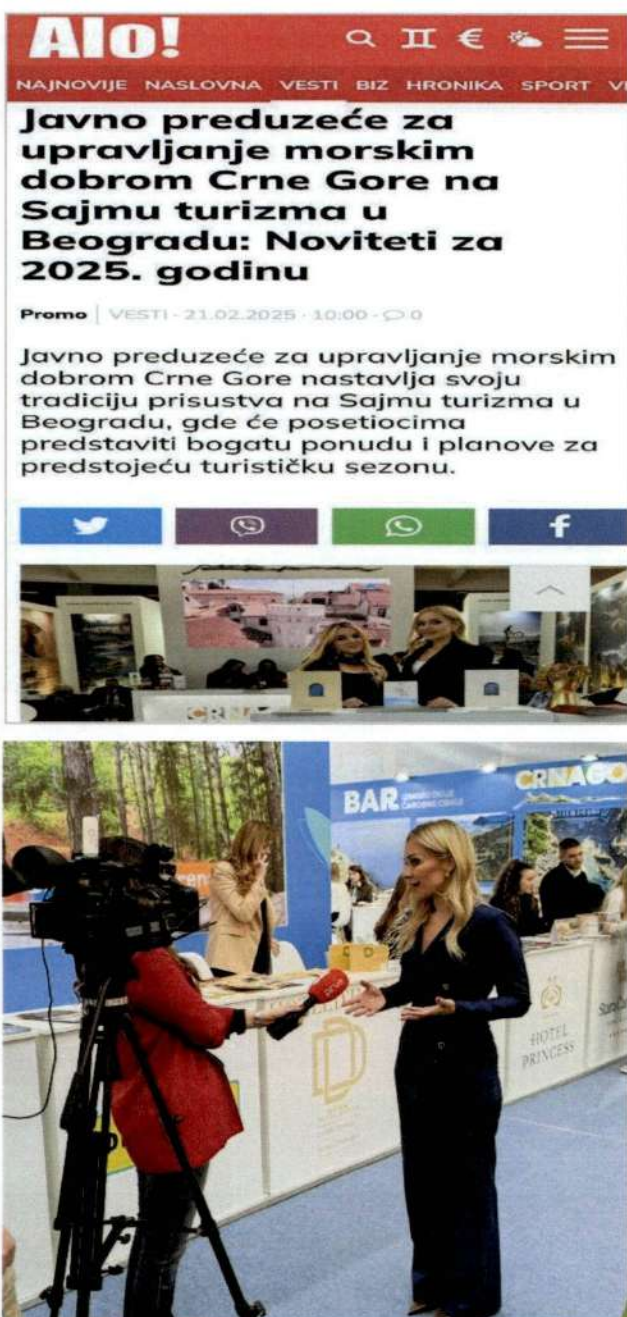 Alo!
NAJNOVIJE NASLOVNA VESTI BIZ HRONIKA SPORT
Javno preduzeće za
upravljanje morskim
dobrom Crne Gore na
Sajmu turizma u
Beogradu: Noviteti za
2025. godinu
Promo | VESTI - 21.02.2025 - 10:00 - 0
Javno preduzeće za upravljanje morskim
dobrom Crne Gore nastavlja svoju
tradiciju prisustva na Sajmu turizma u
Beogradu, gde će posetiocima
predstaviti bogatu ponudu i planove za
predstojeću turističku sezonu.
BAR
CRNA GO
prva
HOTEL
PRINCESS